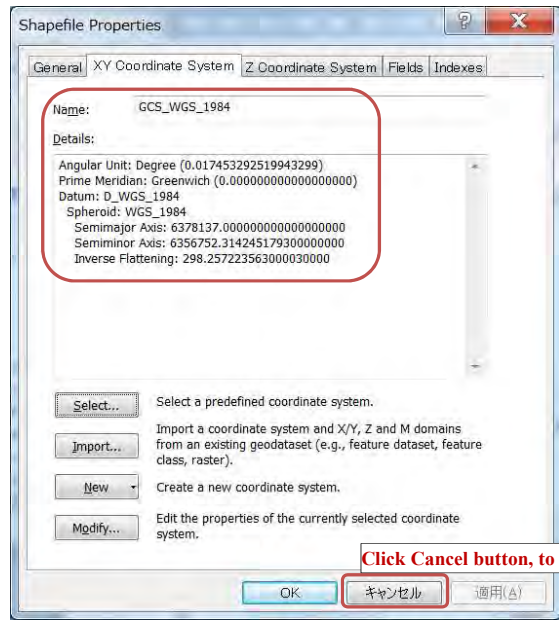 Shapefile Properties
General XY Coordinate System Z Coordinate System Fields Indexes
Name: GCS_WGS_1984
Details:
Angular Unit: Degree (0.017453292519943299)
Prime Meridian: Greenwich (0.000000000000000000)
Datum: D_WGS_1984
Spheroid: WGS_1984
Semimajor Axis: 6378137.000000000000000000
Semiminor Axis: 6356752.314245179300000000
Inverse Flattening: 298.257223563000030000
Select... Select a predefined coordinate system.
Import... Import a coordinate system and X/Y, Z and M domains
from an existing geodataset (e.g., feature dataset, feature
class, raster).
New Create a new coordinate system.
Modify... Edit the properties of the currently selected coordinate
system.
Click Cancel button, to
OK キャンセル 適用(A)